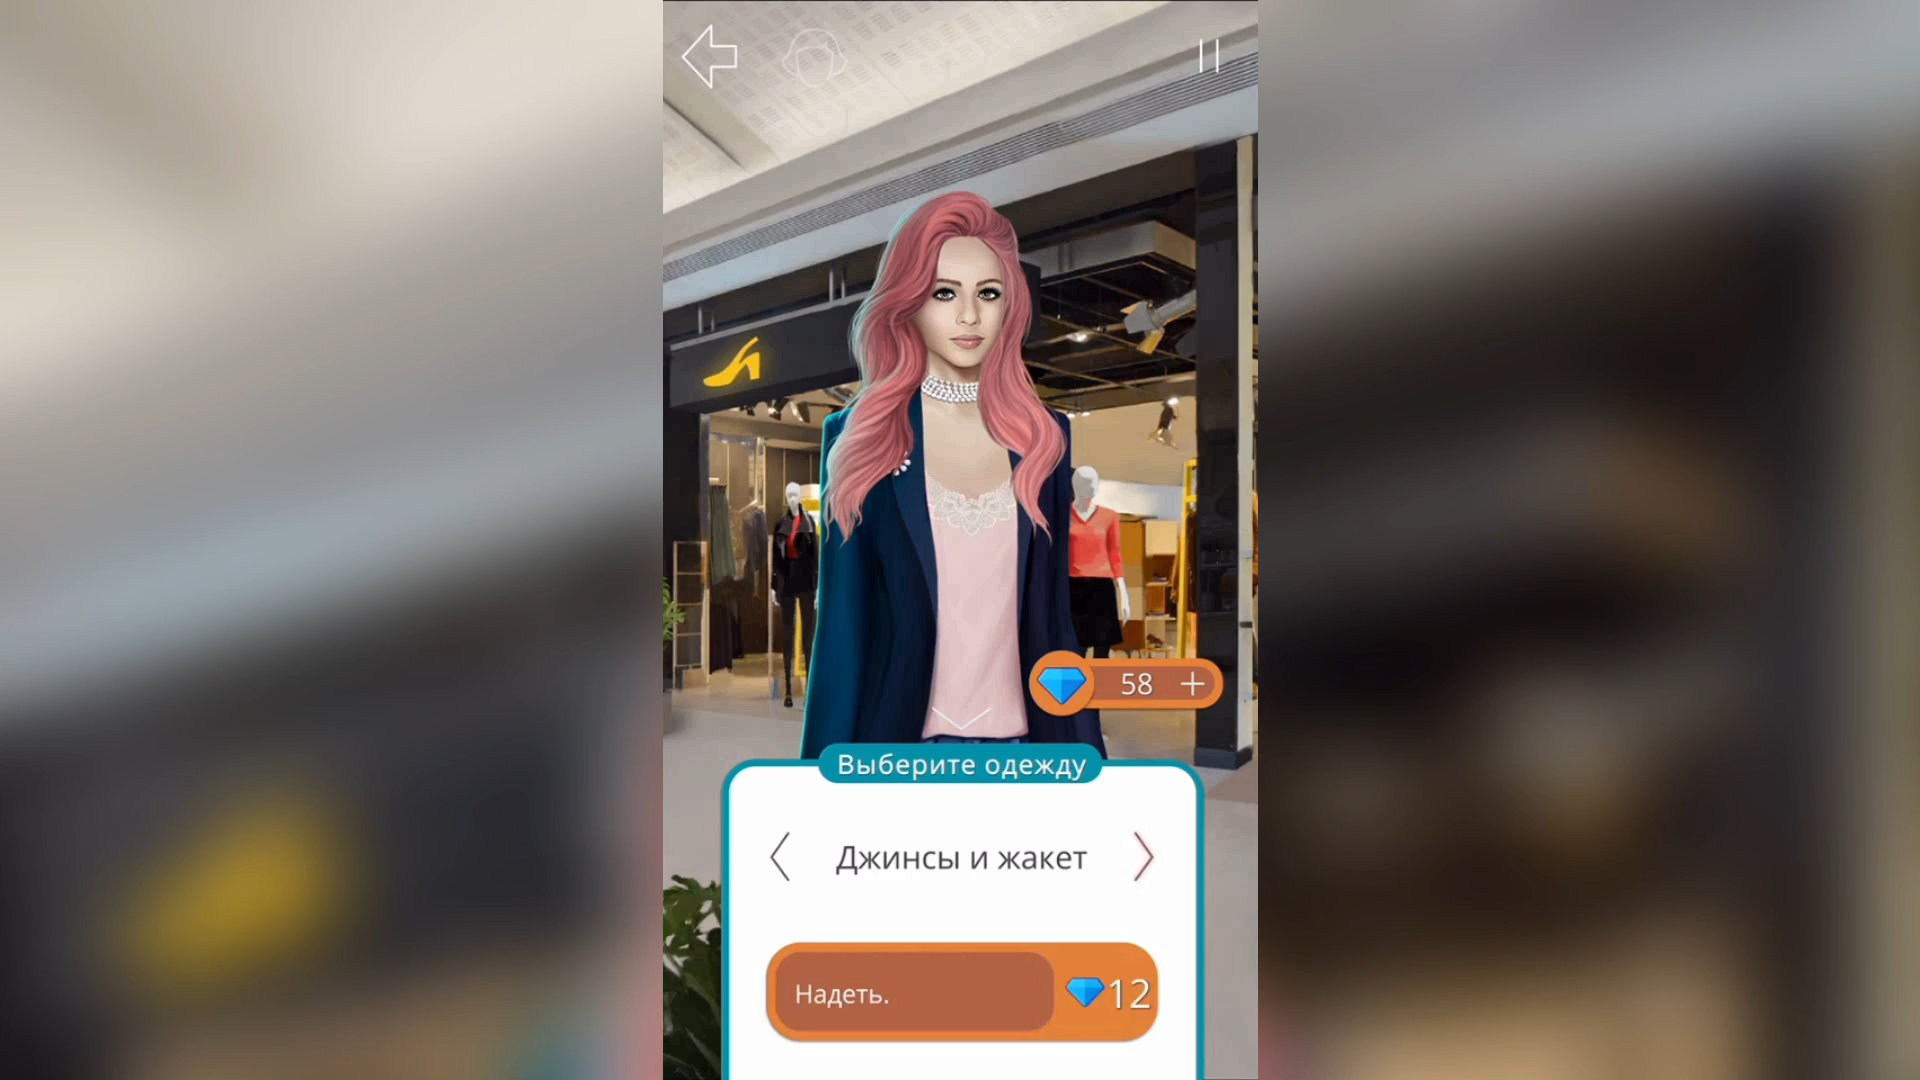 58 +
Выберите одежду
Джинсы и жакет
Надеть.
12